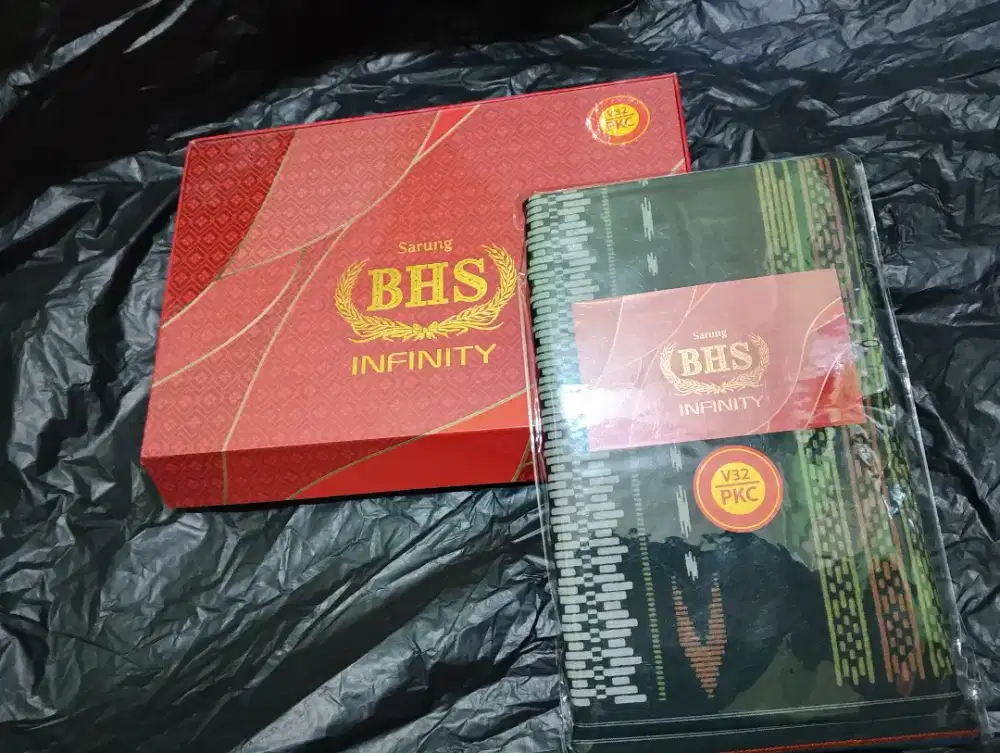 V32
PKC
Sarung
BHS
INFINITY
Sarung
BHS
INFINITY
V32
PKC